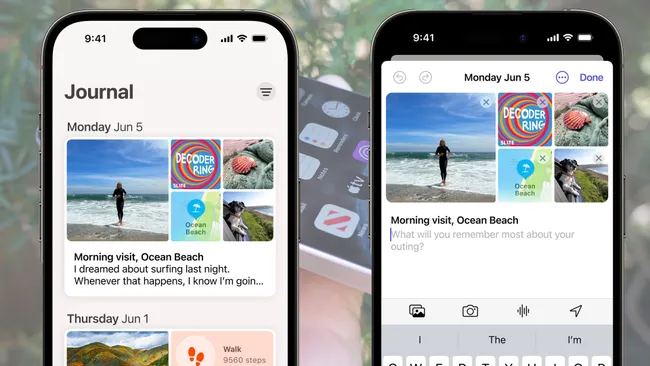 9:41
Journal
Monday Jun 5
DECODER
RING
SLATE
Ocean
Beach
Morning visit, Ocean Beach
I dreamed about surfing last night.
Whenever that happens, I know I'm goin...
Thursday Jun 1
Walk
9560 steps
tv
9:41
Monday Jun 5
Done
DECODER
RING
SLATE
Ocean
Beach
Morning visit, Ocean Beach
What will you remember most about your
outing?
I The I'm